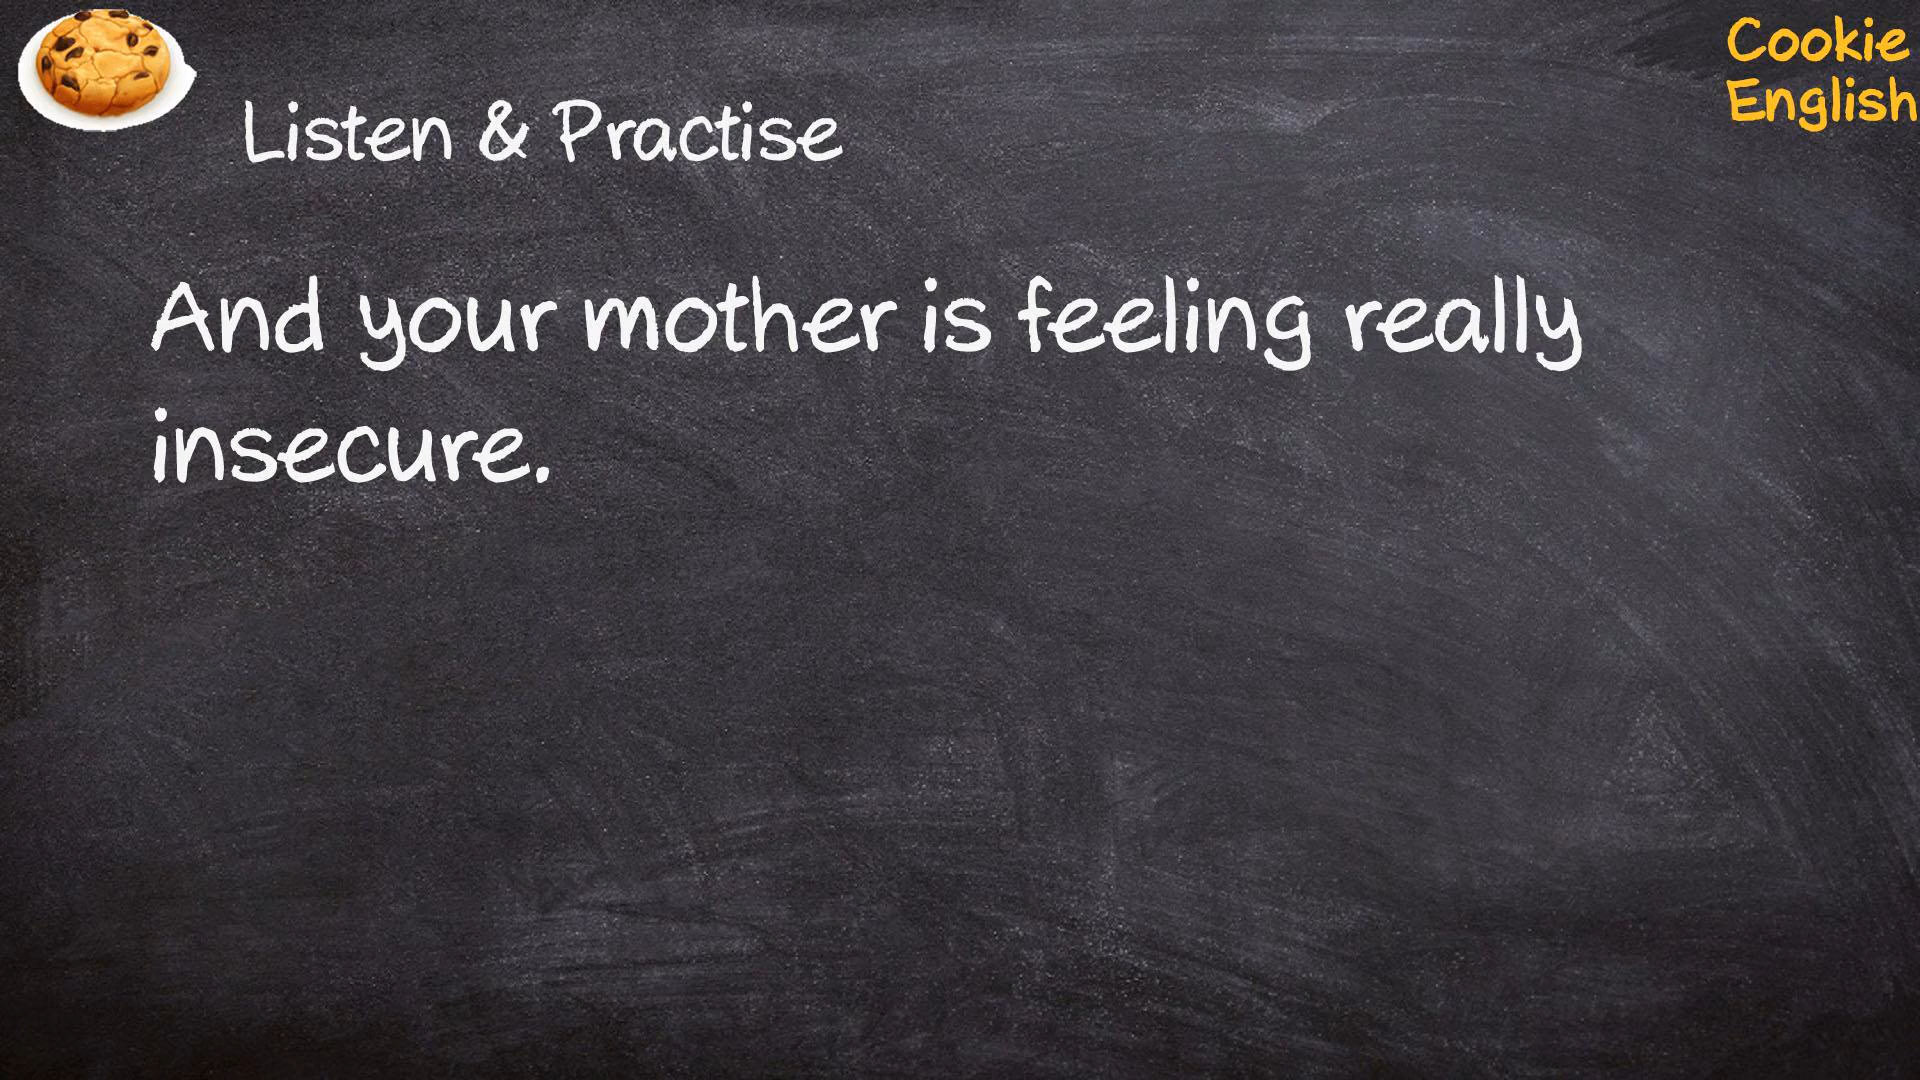 Cookie
English
Listen & Practise
And your mother is feeling really
insecure.